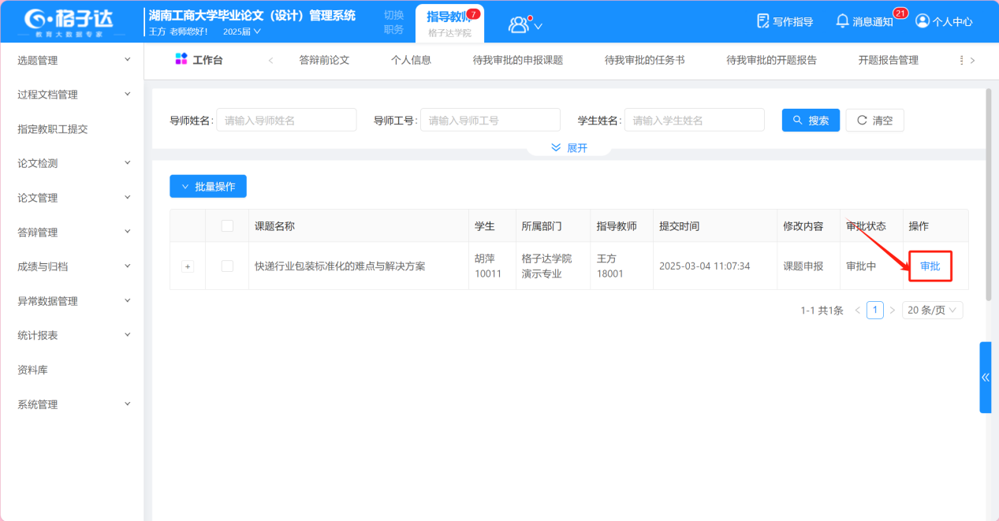 格子达
教育大数据专家
湖南工商大学毕业论文（设计）管理系统
王方 老师您好! 2025届
切换
职务
指导教师
7
格子达学院
写作指导
消息通知
21
个人中心
选题管理
过程文档管理
指定教职工提交
论文检测
论文管理
答辩管理
成绩与归档
异常数据管理
统计报表
资料库
系统管理
工作台 答辩前论文 个人信息 待我审批的申报课题 待我审批的任务书 待我审批的开题报告 开题报告管理
导师姓名: 请输入导师姓名 导师工号: 请输入导师工号 学生姓名: 请输入学生姓名 搜索 清空
展开
批量操作
课题名称 学生 所属部门 指导教师 提交时间 修改内容 审批状态 操作
+ 快递行业包装标准化的难点与解决方案 胡萍 10011 格子达学院 演示专业 王方 18001 2025-03-04 11:07:34 课题申报 审批中 审批
1-1 共1条 < 1 > 20 条/页